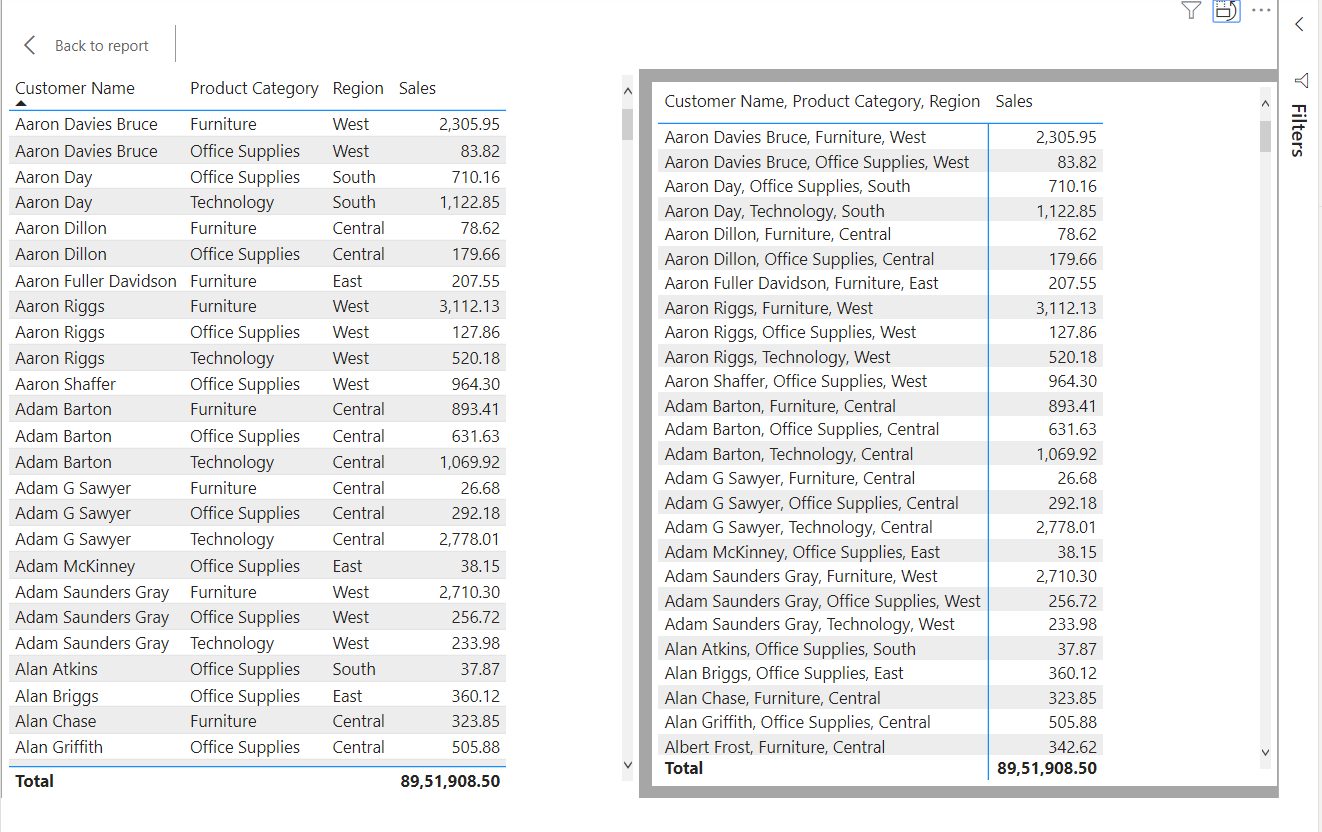 Back to report
Customer Name Product Category Region Sales
Aaron Davies Bruce Furniture West 2,305.95
Aaron Davies Bruce Office Supplies West 83.82
Aaron Day Office Supplies South 710.16
Aaron Day Technology South 1,122.85
Aaron Dillon Furniture Central 78.62
Aaron Dillon Office Supplies Central 179.66
Aaron Fuller Davidson Furniture East 207.55
Aaron Riggs Furniture West 3,112.13
Aaron Riggs Office Supplies West 127.86
Aaron Riggs Technology West 520.18
Aaron Shaffer Office Supplies West 964.30
Adam Barton Furniture Central 893.41
Adam Barton Office Supplies Central 631.63
Adam Barton Technology Central 1,069.92
Adam G Sawyer Furniture Central 26.68
Adam G Sawyer Office Supplies Central 292.18
Adam G Sawyer Technology Central 2,778.01
Adam McKinney Office Supplies East 38.15
Adam Saunders Gray Furniture West 2,710.30
Adam Saunders Gray Office Supplies West 256.72
Adam Saunders Gray Technology West 233.98
Alan Atkins Office Supplies South 37.87
Alan Briggs Office Supplies East 360.12
Alan Chase Furniture Central 323.85
Alan Griffith Office Supplies Central 505.88
Total 89,51,908.50
Customer Name, Product Category, Region Sales
Aaron Davies Bruce, Furniture, West 2,305.95
Aaron Davies Bruce, Office Supplies, West 83.82
Aaron Day, Office Supplies, South 710.16
Aaron Day, Technology, South 1,122.85
Aaron Dillon, Furniture, Central 78.62
Aaron Dillon, Office Supplies, Central 179.66
Aaron Fuller Davidson, Furniture, East 207.55
Aaron Riggs, Furniture, West 3,112.13
Aaron Riggs, Office Supplies, West 127.86
Aaron Riggs, Technology, West 520.18
Aaron Shaffer, Office Supplies, West 964.30
Adam Barton, Furniture, Central 893.41
Adam Barton, Office Supplies, Central 631.63
Adam Barton, Technology, Central 1,069.92
Adam G Sawyer, Furniture, Central 26.68
Adam G Sawyer, Office Supplies, Central 292.18
Adam G Sawyer, Technology, Central 2,778.01
Adam McKinney, Office Supplies, East 38.15
Adam Saunders Gray, Furniture, West 2,710.30
Adam Saunders Gray, Office Supplies, West 256.72
Adam Saunders Gray, Technology, West 233.98
Alan Atkins, Office Supplies, South 37.87
Alan Briggs, Office Supplies, East 360.12
Alan Chase, Furniture, Central 323.85
Alan Griffith, Office Supplies, Central 505.88
Albert Frost, Furniture, Central 342.62
Total 89,51,908.50
Filters